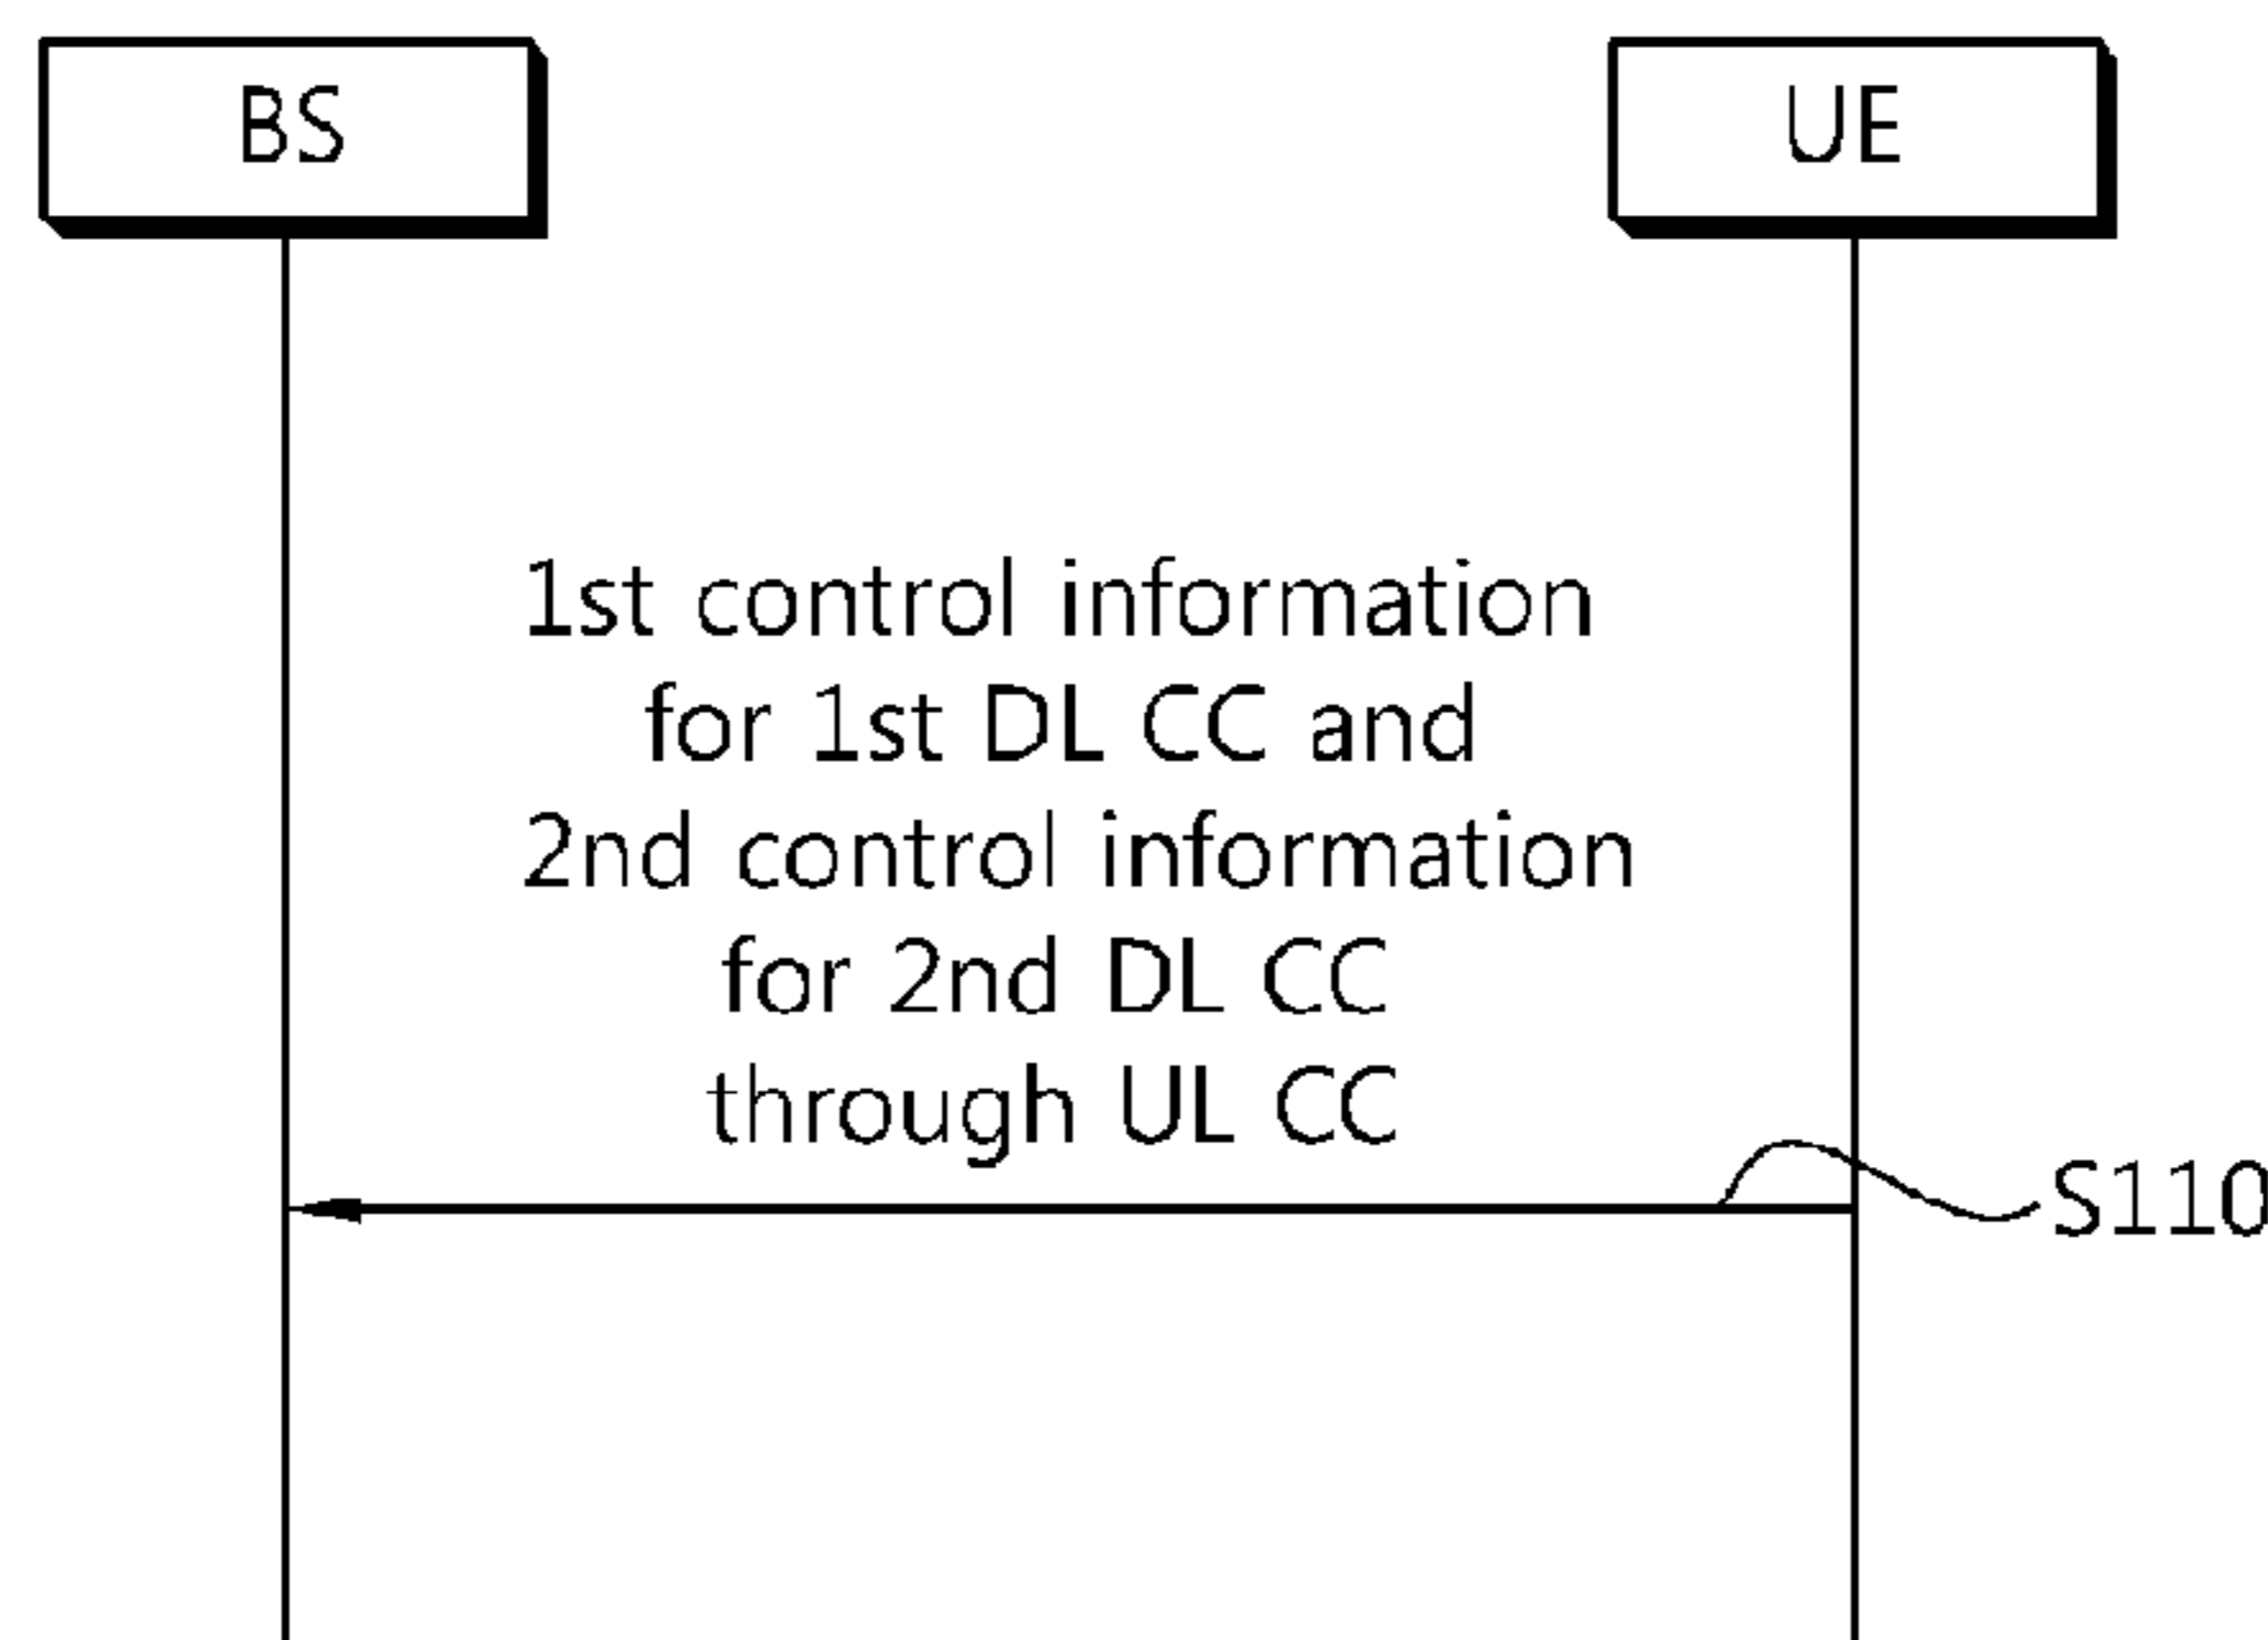 BS
UE
1st control information
for 1st DL CC and
2nd control information
for 2nd DL CC
through UL CC
S110